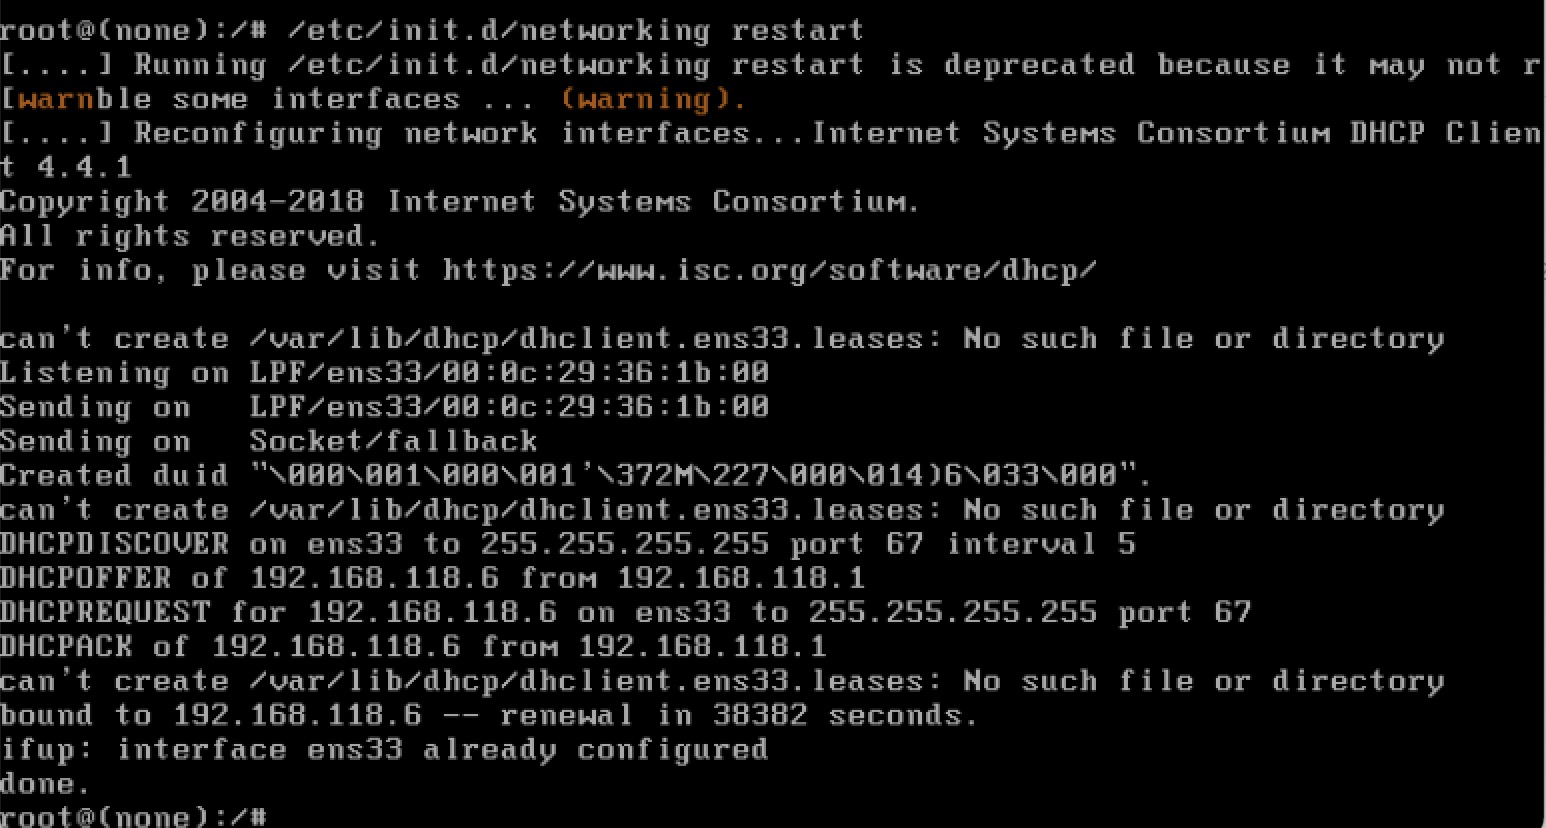 root@(none):/# /etc/init.d/networking restart
[....] Running /etc/init.d/networking restart is deprecated because it may not r
[warnble some interfaces ... (warning).
[....] Reconfiguring network interfaces...Internet Systems Consortium DHCP Clien
t 4.4.1
Copyright 2004-2018 Internet Systems Consortium.
All rights reserved.
For info, please visit https://www.isc.org/software/dhcp/
can't create /var/lib/dhcp/dhclient.ens33.leases: No such file or directory
Listening on LPF/ens33/00:0c:29:36:1b:00
Sending on   LPF/ens33/00:0c:29:36:1b:00
Sending on   Socket/fallback
Created duid "\000\001\000\001'\372M\227\000\014)6\033\000".
can't create /var/lib/dhcp/dhclient.ens33.leases: No such file or directory
DHCPDISCOVER on ens33 to 255.255.255.255 port 67 interval 5
DHCPOFFER of 192.168.118.6 from 192.168.118.1
DHCPREQUEST for 192.168.118.6 on ens33 to 255.255.255.255 port 67
DHCPACK of 192.168.118.6 from 192.168.118.1
can't create /var/lib/dhcp/dhclient.ens33.leases: No such file or directory
bound to 192.168.118.6 -- renewal in 38382 seconds.
ifup: interface ens33 already configured
done.
root@(none):/#